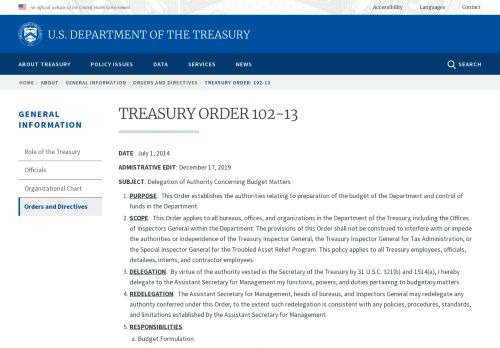 An official website of the United States Government
Accessibility Languages Contact
U.S. DEPARTMENT OF THE TREASURY
ABOUT TREASURY POLICY ISSUES DATA SERVICES NEWS SEARCH
HOME › ABOUT › GENERAL INFORMATION › ORDERS AND DIRECTIVES › TREASURY ORDER: 102-13
GENERAL
INFORMATION
Role of the Treasury
Officials
Organizational Chart
Orders and Directives
TREASURY ORDER 102-13
DATE: July 1, 2014
ADMISTRATIVE EDIT: December 17, 2019
SUBJECT: Delegation of Authority Concerning Budget Matters
1. PURPOSE. This Order establishes the authorities relating to preparation of the budget of the Department and control of
funds in the Department.
2. SCOPE. This Order applies to all bureaus, offices, and organizations in the Department of the Treasury, including the Offices
of Inspectors General within the Department. The provisions of this Order shall not be construed to interfere with or impede
the authorities or independence of the Treasury Inspector General, the Treasury Inspector General for Tax Administration, or
the Special Inspector General for the Troubled Asset Relief Program. This policy applies to all Treasury employees, officials,
detailees, interns, and contractor employees.
3. DELEGATION. By virtue of the authority vested in the Secretary of the Treasury by 31 U.S.C. 321(b) and 1514(a), I hereby
delegate to the Assistant Secretary for Management my functions, powers, and duties pertaining to budgetary matters.
4. REDELEGATION. The Assistant Secretary for Management, heads of bureaus, and Inspectors General may redelegate any
authority conferred under this Order, to the extent such redelegation is consistent with any policies, procedures, standards,
and limitations established by the Assistant Secretary for Management.
5. RESPONSIBILITIES.
a. Budget Formulation.